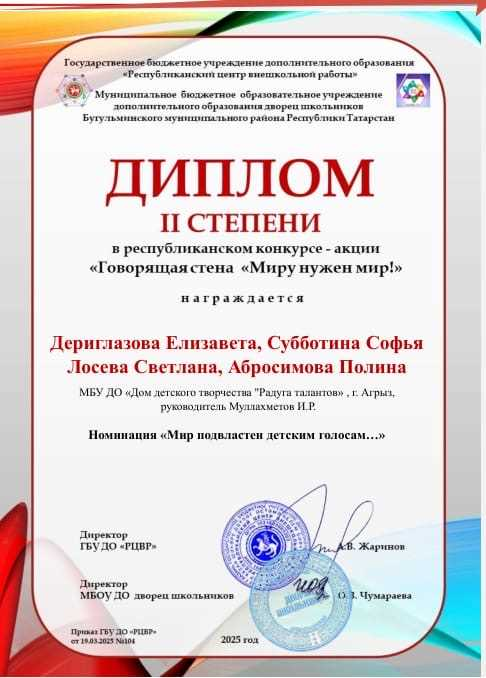 Государственное бюджетное учреждение дополнительного образования
«Республиканский центр внешкольной работы»
Муниципальное бюджетное образовательное учреждение
дополнительного образования дворец школьников
Бугульминского муниципального района Республики Татарстан
ДИПЛОМ
II СТЕПЕНИ
в республиканском конкурсе - акции
«Говорящая стена «Миру нужен мир!»
награждается
Дериглазова Елизавета, Субботина Софья
Лосева Светлана, Абросимова Полина
МБУ ДО «Дом детского творчества "Радуга талантов» , г. Агрыз,
руководитель Муллахметов И.Р.
Номинация «Мир подвластен детским голосам…»
Директор
ГБУ ДО «РЦВР»
А.В. Жаринов
Директор
МБОУ ДО дворец школьников
О.В. Чумараева
Приказ ГБУ ДО «РЦВР»
от 19.03.2025 №104
2025 год